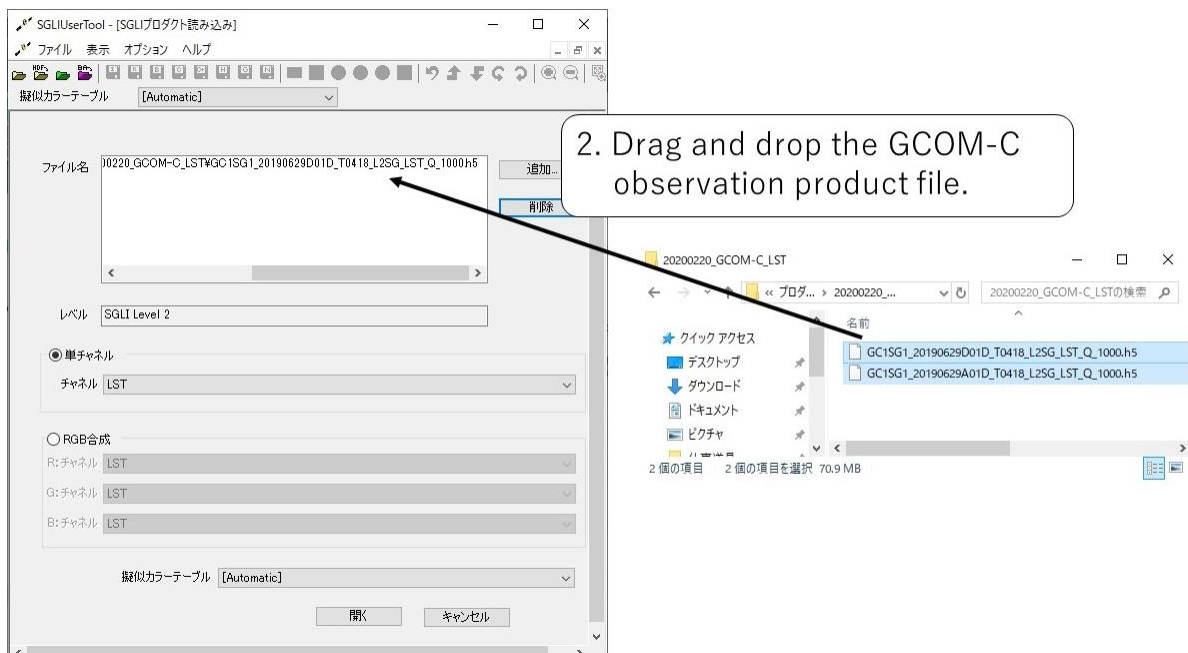 SGLIUserTool - [SGLIプロダクト読み込み]
ファイル 表示 オプション ヘルプ
擬似カラーテーブル [Automatic]
ファイル名 )0220_GCOM-C_LST¥GC1SG1_20190629D01D_T0418_L2SG_LST_Q_1000.h5
追加...
削除
レベル SGLI Level 2
単チャネル
チャネル LST
RGB合成
R:チャネル LST
G:チャネル LST
B:チャネル LST
擬似カラーテーブル [Automatic]
開く キャンセル
2. Drag and drop the GCOM-C
observation product file.
20200220_GCOM-C_LST
« プロダ... › 20200220_... 20200220_GCOM-C_LSTの検索
クイック アクセス
デスクトップ
ダウンロード
ドキュメント
ピクチャ
名前
GC1SG1_20190629D01D_T0418_L2SG_LST_Q_1000.h5
GC1SG1_20190629A01D_T0418_L2SG_LST_Q_1000.h5
2 個の項目 2 個の項目を選択 70.9 MB